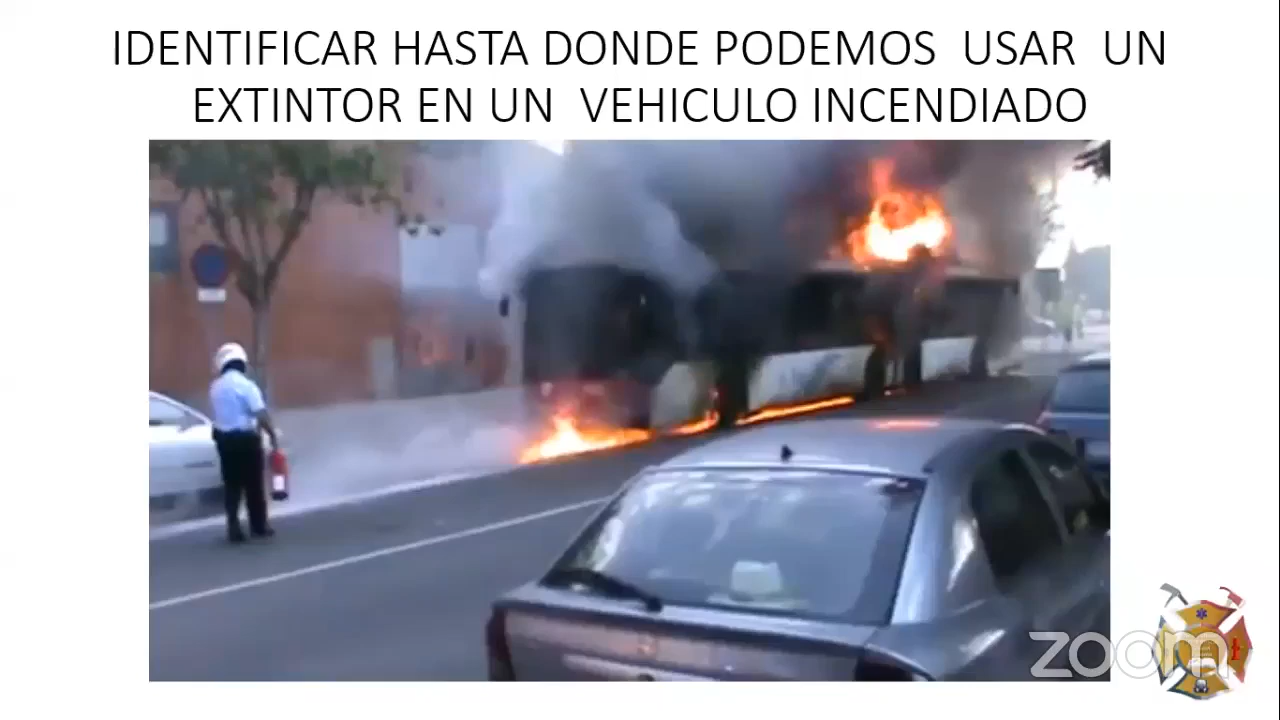 IDENTIFICAR HASTA DONDE PODEMOS USAR UN
EXTINTOR EN UN VEHICULO INCENDIADO
zoom